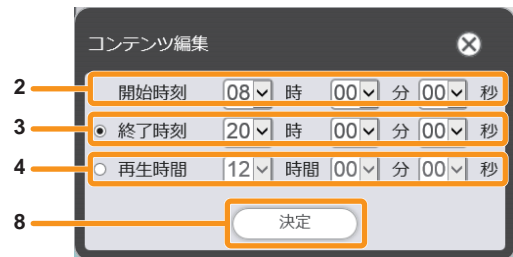 コンテンツ編集
2 開始時刻 08 時 00 分 00 秒
3 終了時刻 20 時 00 分 00 秒
4 再生時間 12 時間 00 分 00 秒
8 決定